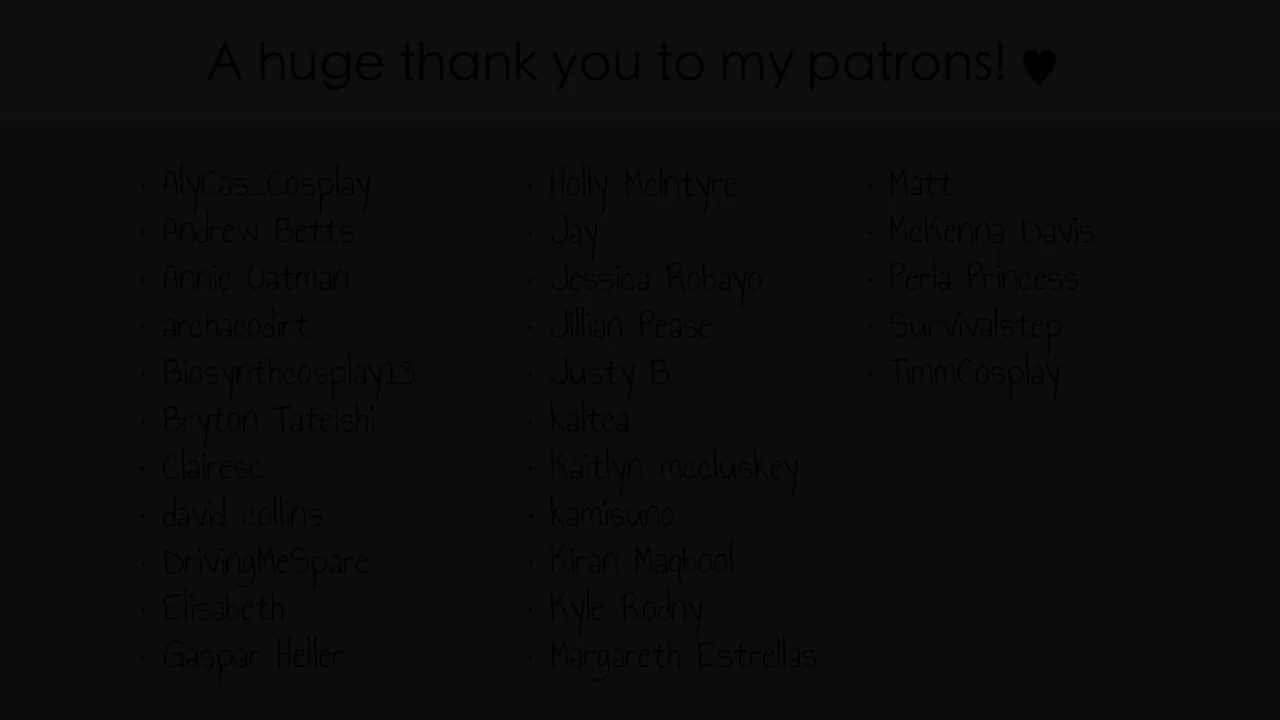 A huge thank you to my patrons! ♥
· AlyCas_Cosplay
· Andrew Betts
· Annie Oatman
· archaeodirt
· Biosynthcosplay13
· Bryton Tateishi
· Clairesc
· david collins
· DrivingMeSpare
· Elisabeth
· Gaspar Heller
· Holly McIntyre
· Jay
· Jessica Robayo
· Jillian Pease
· Justy B
· kaltea
· Kaitlyn mccluskey
· kamisuno
· Kiran Maqbool
· Kyle Rodny
· Margareth Estrellas
· Matt
· McKenna Davis
· Perla Princess
· Survivalstep
· TimmCosplay